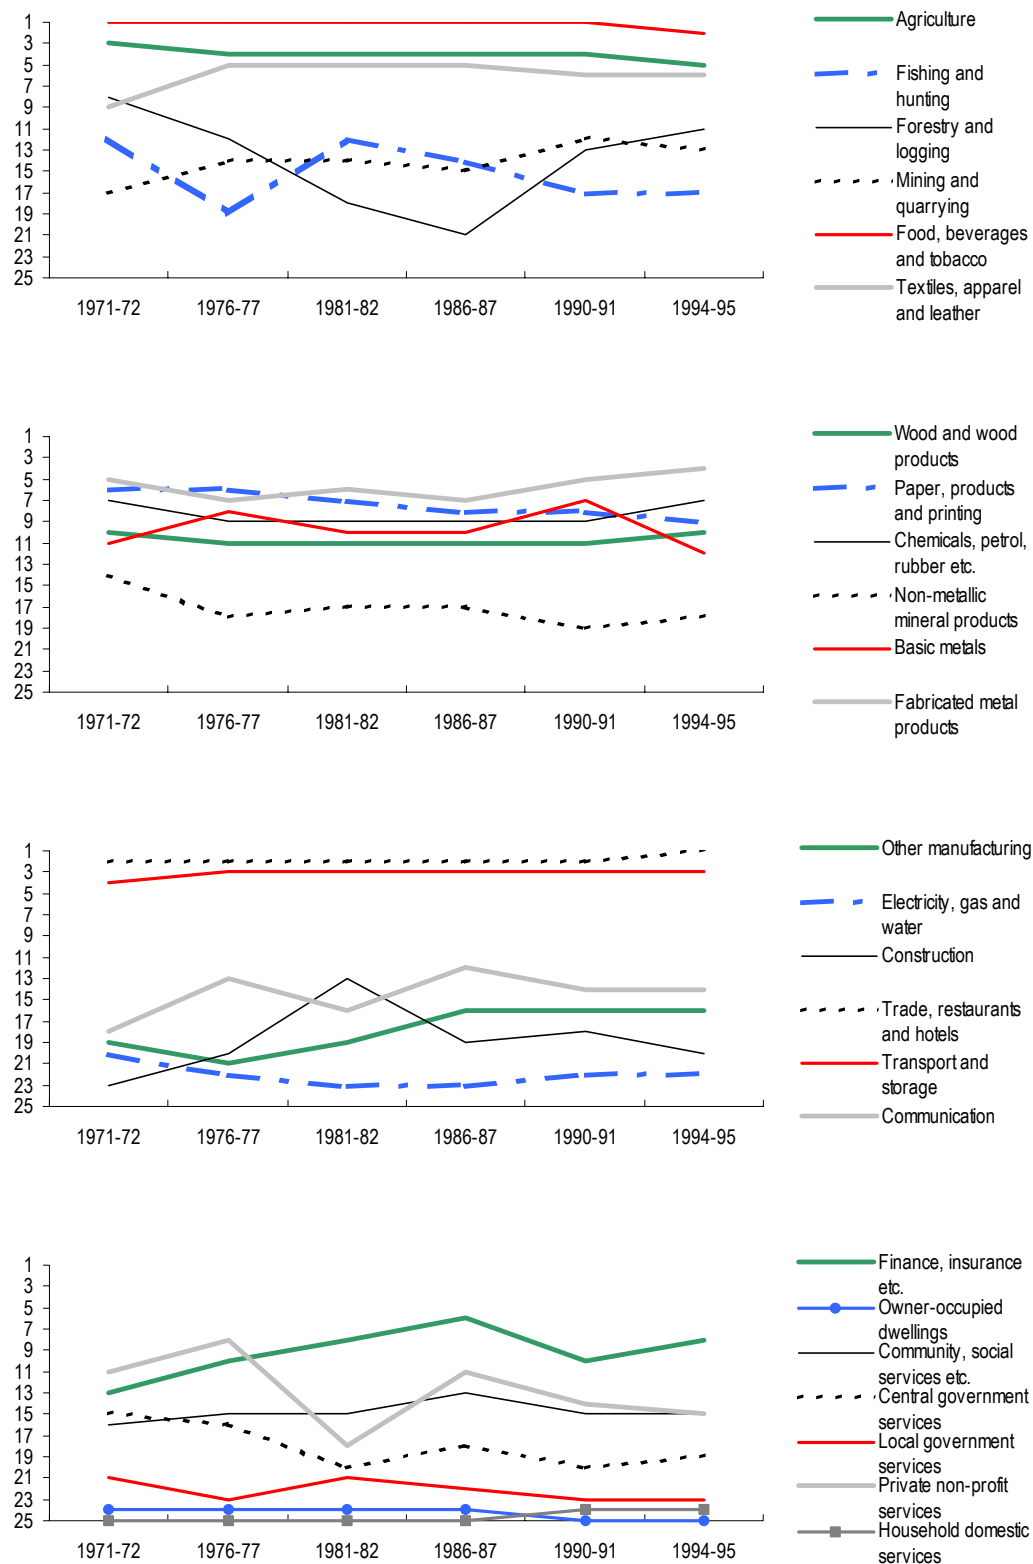 1
3
5
7
9
11
13
15
17
19
21
23
25
1971-72 1976-77 1981-82 1986-87 1990-91 1994-95
Agriculture
Fishing and
hunting
Forestry and
logging
Mining and
quarrying
Food, beverages
and tobacco
Textiles, apparel
and leather
1
3
5
7
9
11
13
15
17
19
21
23
25
1971-72 1976-77 1981-82 1986-87 1990-91 1994-95
Wood and wood
products
Paper, products
and printing
Chemicals, petrol,
rubber etc.
Non-metallic
mineral products
Basic metals
Fabricated metal
products
1
3
5
7
9
11
13
15
17
19
21
23
25
1971-72 1976-77 1981-82 1986-87 1990-91 1994-95
Other manufacturing
Electricity, gas and
water
Construction
Trade, restaurants
and hotels
Transport and
storage
Communication
1
3
5
7
9
11
13
15
17
19
21
23
25
1971-72 1976-77 1981-82 1986-87 1990-91 1994-95
Finance, insurance
etc.
Owner-occupied
dwellings
Community, social
services etc.
Central government
services
Local government
services
Private non-profit
services
Household domestic
services